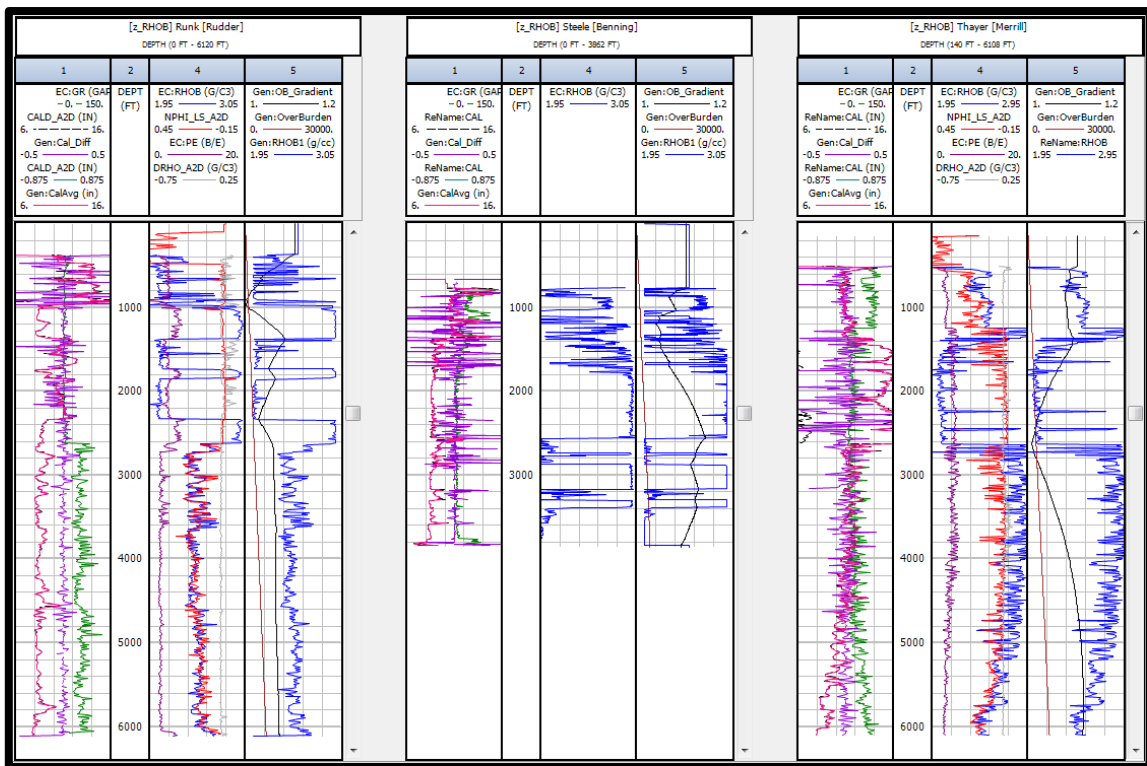 [z_RHOB] Runk [Rudder]
DEPTH (0 FT - 6120 FT)
1 2 4 5
EC:GR (GAP
0. 150.
CALD_A2D (IN)
6. 16.
Gen:Cal_Diff
-0.5 0.5
CALD_A2D (IN)
-0.875 0.875
Gen:CalAvg (in)
6. 16.
DEPT
(FT)
EC:RHOB (G/C3)
1.95 3.05
NPHI_LS_A2D
0.45 -0.15
EC:PE (B/E)
0. 20.
DRHO_A2D (G/C3)
-0.75 0.25
Gen:OB_Gradient
1. 1.2
Gen:OverBurden
0. 30000.
Gen:RHOB1 (g/cc)
1.95 3.05
1000
2000
3000
4000
5000
6000
[z_RHOB] Steele [Benning]
DEPTH (0 FT - 3862 FT)
1 2 4 5
EC:GR (GAP
0. 150.
ReName:CAL
6. 16.
Gen:Cal_Diff
-0.5 0.5
ReName:CAL
-0.875 0.875
Gen:CalAvg (in)
6. 16.
DEPT
(FT)
EC:RHOB (G/C3)
1.95 3.05
Gen:OB_Gradient
1. 1.2
Gen:OverBurden
0. 30000.
Gen:RHOB1 (g/cc)
1.95 3.05
1000
2000
3000
[z_RHOB] Thayer [Merrill]
DEPTH (140 FT - 6108 FT)
1 2 4 5
EC:GR (GAP
0. 150.
ReName:CAL (IN)
6. 16.
Gen:Cal_Diff
-0.5 0.5
ReName:CAL (IN)
-0.875 0.875
Gen:CalAvg (in)
6. 16.
DEPT
(FT)
EC:RHOB (G/C3)
1.95 2.95
NPHI_LS_A2D
0.45 -0.15
EC:PE (B/E)
0. 20.
DRHO_A2D (G/C3)
-0.75 0.25
Gen:OB_Gradient
1. 1.2
Gen:OverBurden
0. 30000.
ReName:RHOB
1.95 2.95
1000
2000
3000
4000
5000
6000